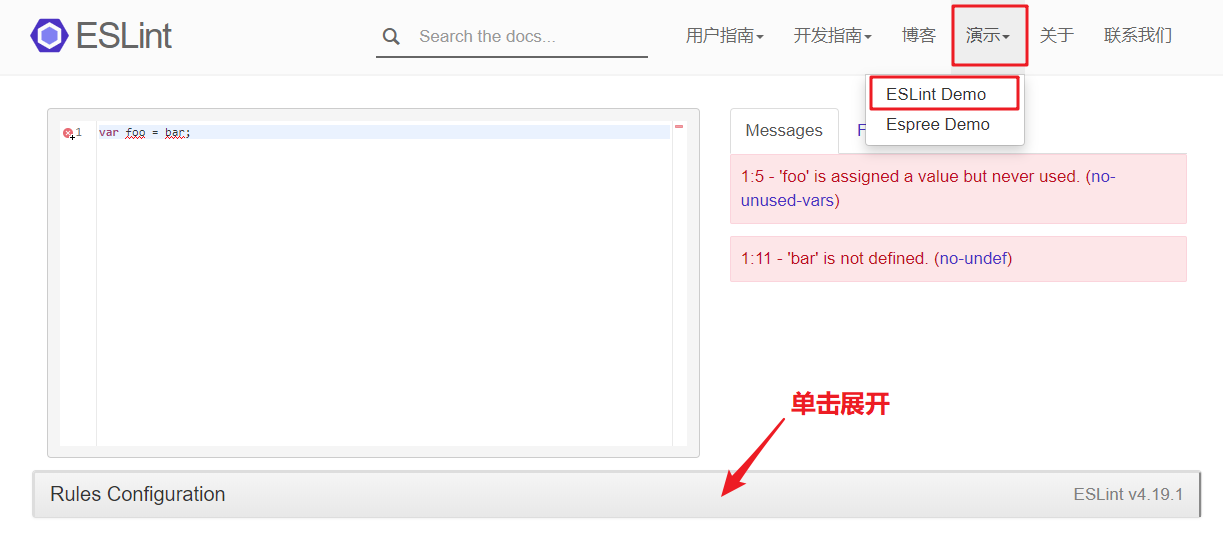 ESLint
Search the docs...
用户指南
开发指南
博客
演示
关于
联系我们
ESLint Demo
Espree Demo
1
var foo = bar;
Messages
F
1:5 - 'foo' is assigned a value but never used. (no-
unused-vars)
1:11 - 'bar' is not defined. (no-undef)
单击展开
Rules Configuration
ESLint v4.19.1